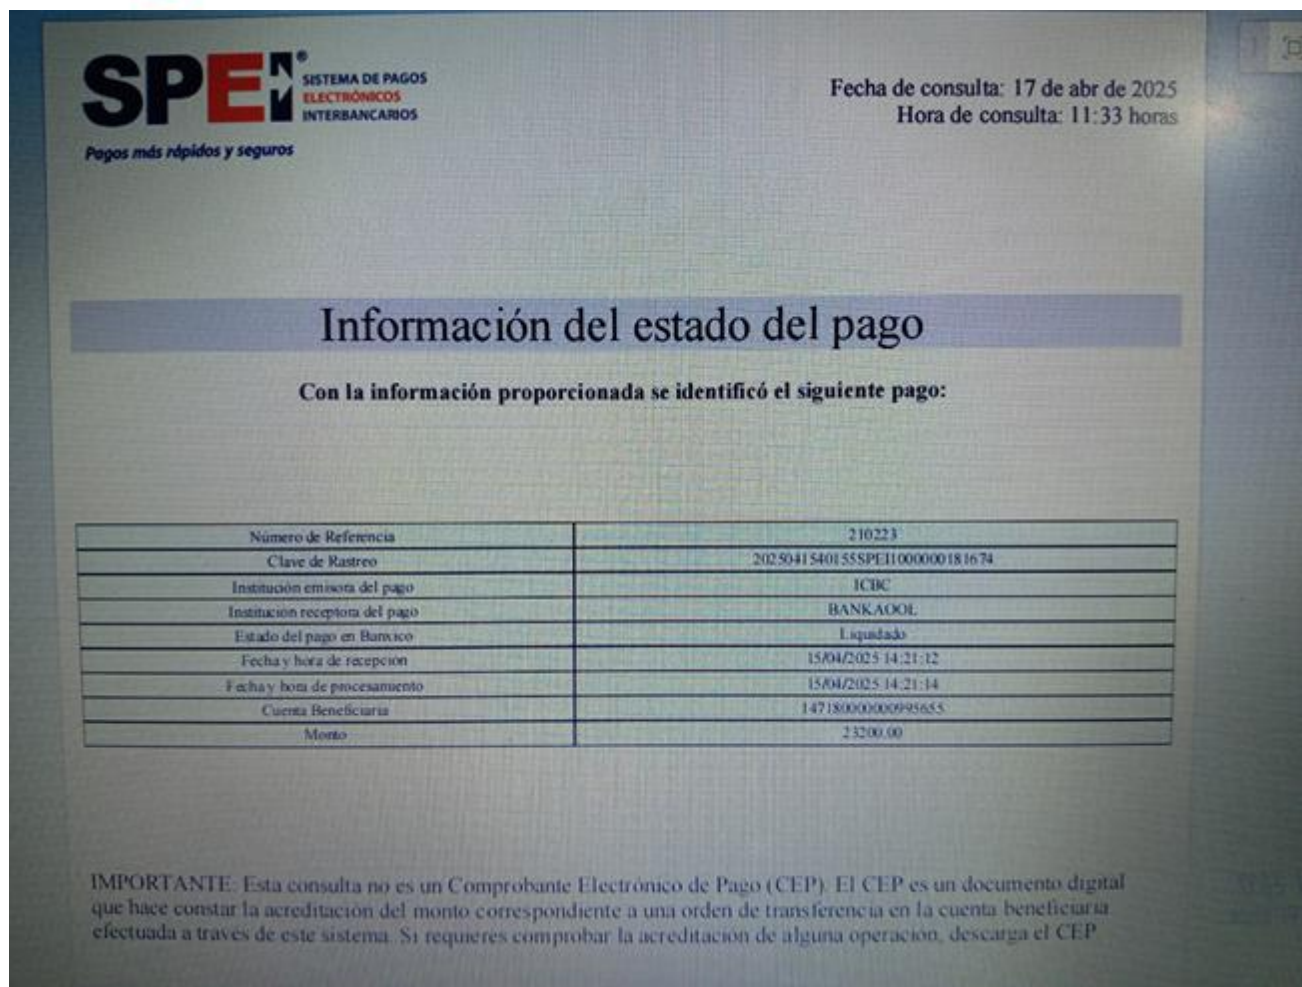 SPEI®
SISTEMA DE PAGOS
ELECTRÓNICOS
INTERBANCARIOS
Pagos más rápidos y seguros
Fecha de consulta: 17 de abr de 2025
Hora de consulta: 11:33 horas
Información del estado del pago
Con la información proporcionada se identificó el siguiente pago:
Número de Referencia 210223
Clave de Rastreo 2025041540155SPEI1000000181674
Institución emisora del pago ICBC
Institución receptora del pago BANKAOOL
Estado del pago en Banxico Liquidado
Fecha y hora de recepción 15/04/2025 14:21:12
Fecha y hora de procesamiento 15/04/2025 14:21:14
Cuenta Beneficiaria 147180000000995655
Monto 23200.00
IMPORTANTE: Esta consulta no es un Comprobante Electrónico de Pago (CEP). El CEP es un documento digital
que hace constar la acreditación del monto correspondiente a una orden de transferencia en la cuenta beneficiaria
efectuada a través de este sistema. Si requieres comprobar la acreditación de alguna operación, descarga el CEP